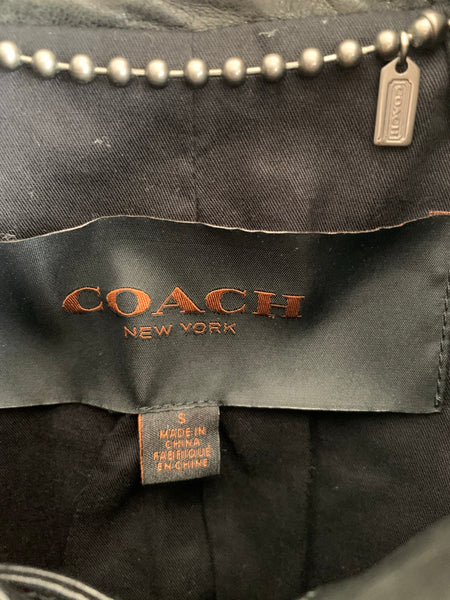 COACH
COACH
NEW YORK
S
MADE IN
CHINA
FABRIQUÉ
EN CHINE